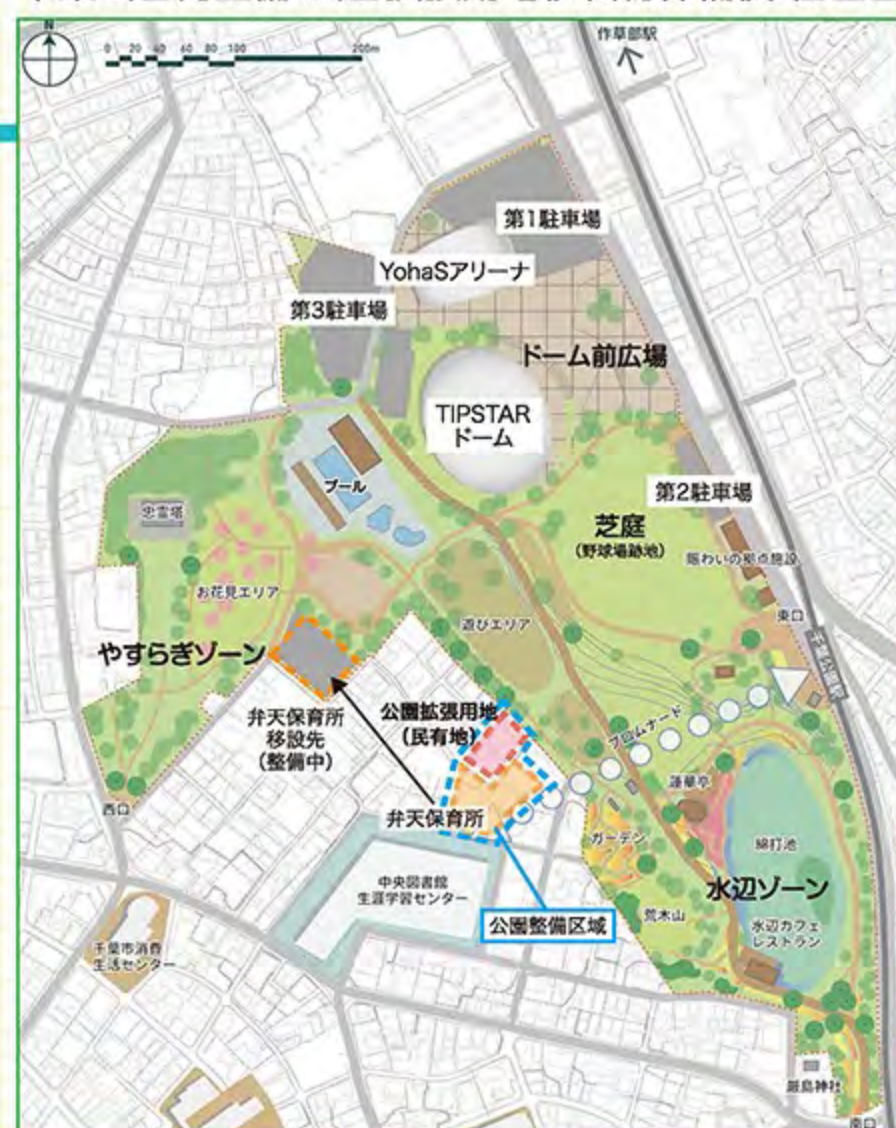 N
0 20 40 60 80 100 200m
作草部駅
第1駐車場
YohaSアリーナ
第3駐車場
ドーム前広場
TIPSTAR
ドーム
プール
第2駐車場
芝庭
(野球場跡地)
賑わいの拠点施設
忠霊塔
お花見エリア
遊びエリア
東口
千葉公園駅
やすらぎゾーン
弁天保育所
移設先
(整備中)
公園拡張用地
(民有地)
プロムナード
蓮華亭
西口
弁天保育所
ガーデン
綿打池
中央図書館
生涯学習センター
水辺ゾーン
公園整備区域
荒木山
水辺カフェ
レストラン
千葉市消費
生活センター
厳島神社
南口